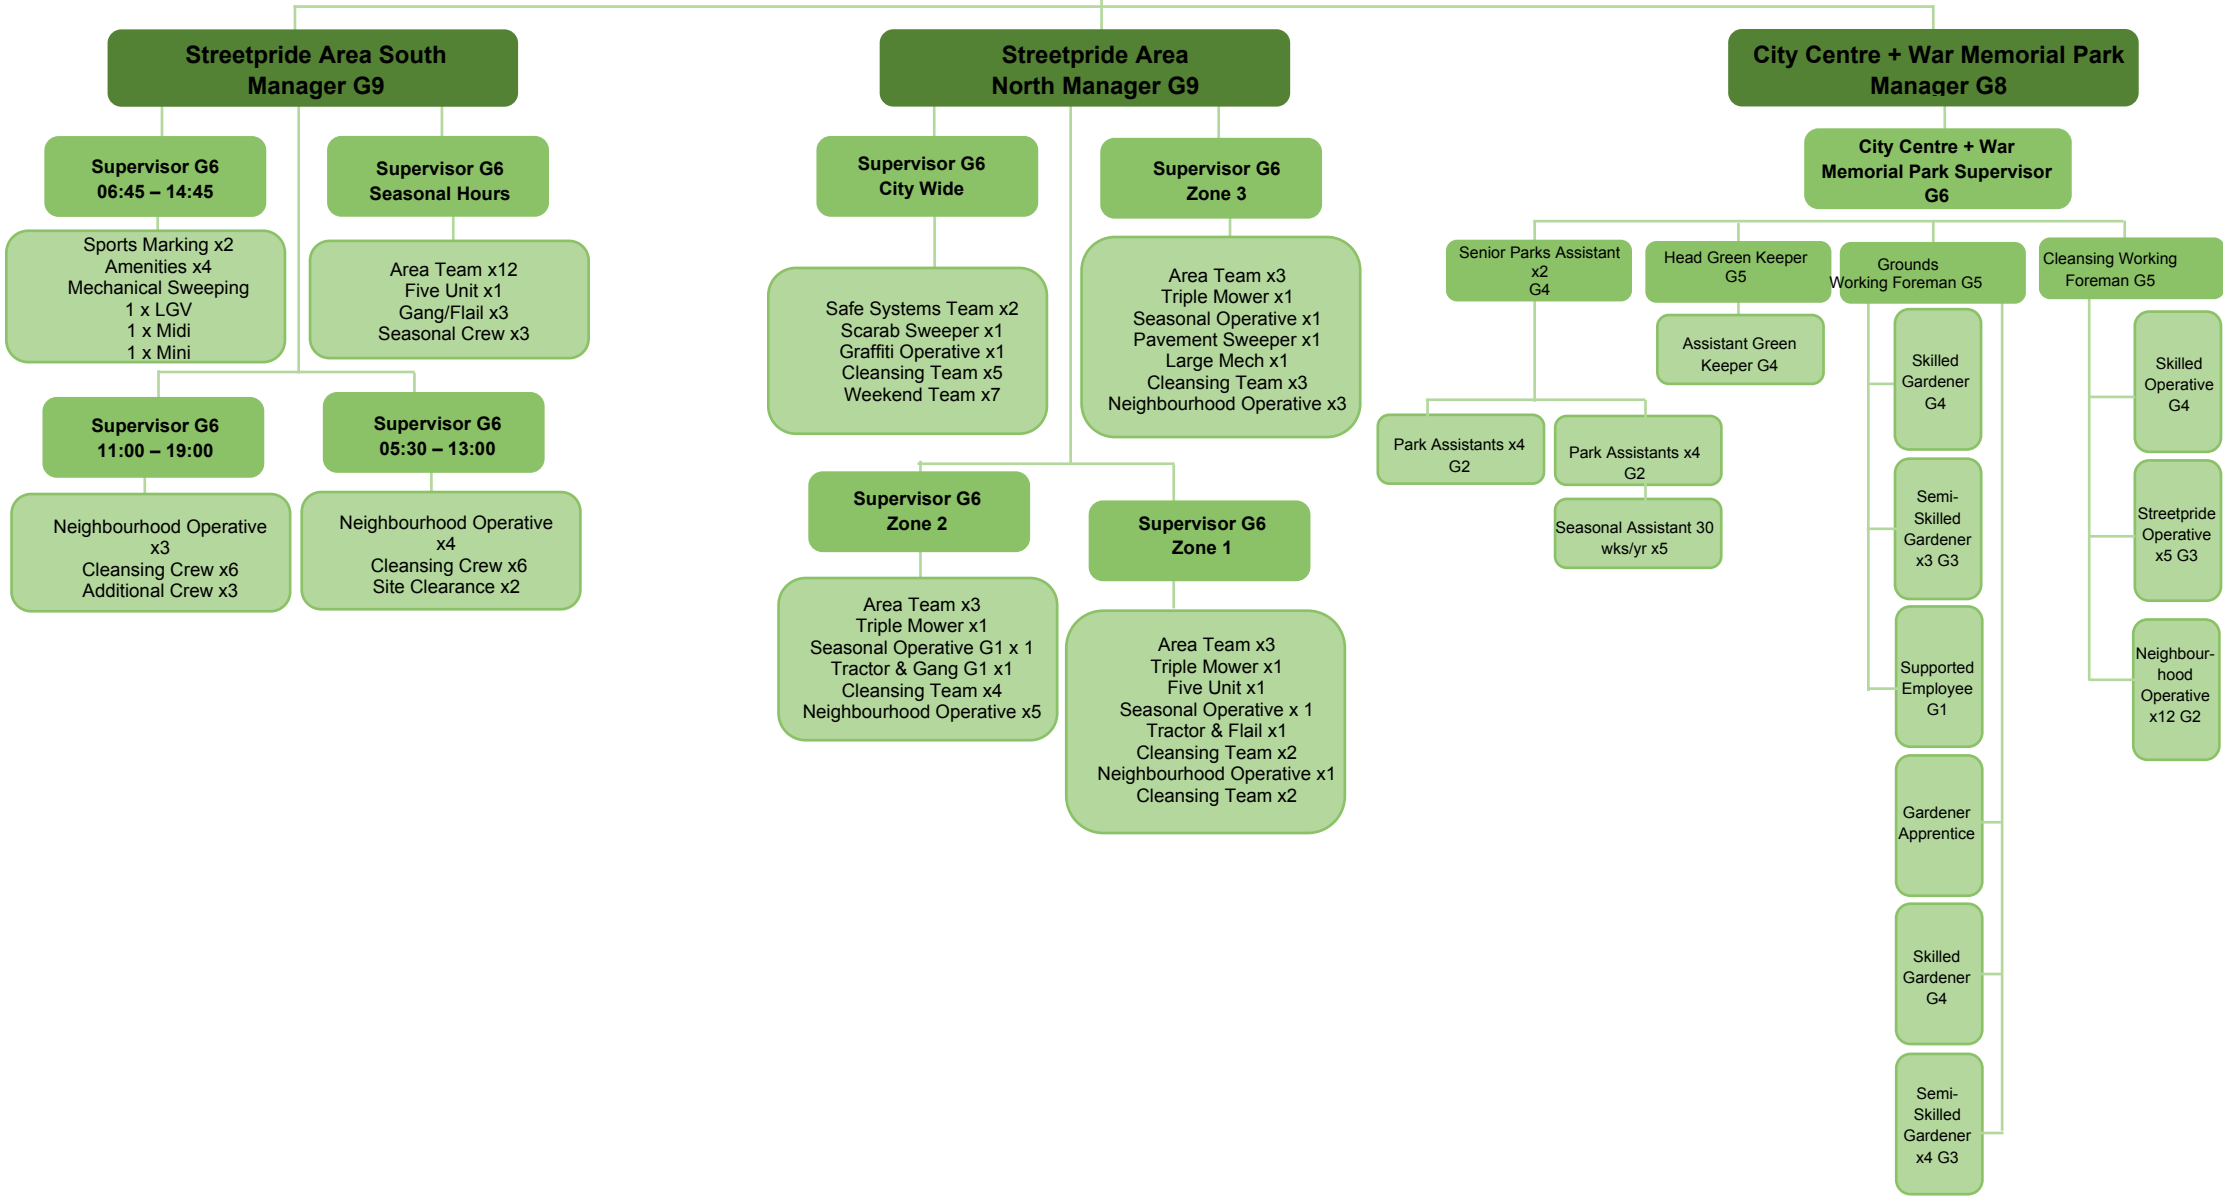 Streetpride Area South
Manager G9
Supervisor G6
06:45 – 14:45
Sports Marking x2
Amenities x4
Mechanical Sweeping
1 x LGV
1 x Midi
1 x Mini
Supervisor G6
Seasonal Hours
Area Team x12
Five Unit x1
Gang/Flail x3
Seasonal Crew x3
Supervisor G6
11:00 – 19:00
Neighbourhood Operative
x3
Cleansing Crew x6
Additional Crew x3
Supervisor G6
05:30 – 13:00
Neighbourhood Operative
x4
Cleansing Crew x6
Site Clearance x2
Streetpride Area
North Manager G9
Supervisor G6
City Wide
Safe Systems Team x2
Scarab Sweeper x1
Graffiti Operative x1
Cleansing Team x5
Weekend Team x7
Supervisor G6
Zone 3
Area Team x3
Triple Mower x1
Seasonal Operative x1
Pavement Sweeper x1
Large Mech x1
Cleansing Team x3
Neighbourhood Operative x3
Supervisor G6
Zone 2
Area Team x3
Triple Mower x1
Seasonal Operative G1 x 1
Tractor & Gang G1 x1
Cleansing Team x4
Neighbourhood Operative x5
Supervisor G6
Zone 1
Area Team x3
Triple Mower x1
Five Unit x1
Seasonal Operative x 1
Tractor & Flail x1
Cleansing Team x2
Neighbourhood Operative x1
Cleansing Team x2
City Centre + War Memorial Park
Manager G8
City Centre + War
Memorial Park Supervisor
G6
Senior Parks Assistant
x2
G4
Park Assistants x4
G2
Park Assistants x4
G2
Seasonal Assistant 30
wks/yr x5
Head Green Keeper
G5
Assistant Green
Keeper G4
Grounds
Working Foreman G5
Skilled
Gardener
G4
Semi-
Skilled
Gardener
x3 G3
Supported
Employee
G1
Gardener
Apprentice
Skilled
Gardener
G4
Semi-
Skilled
Gardener
x4 G3
Cleansing Working
Foreman G5
Skilled
Operative
G4
Streetpride
Operative
x5 G3
Neighbour-
hood
Operative
x12 G2